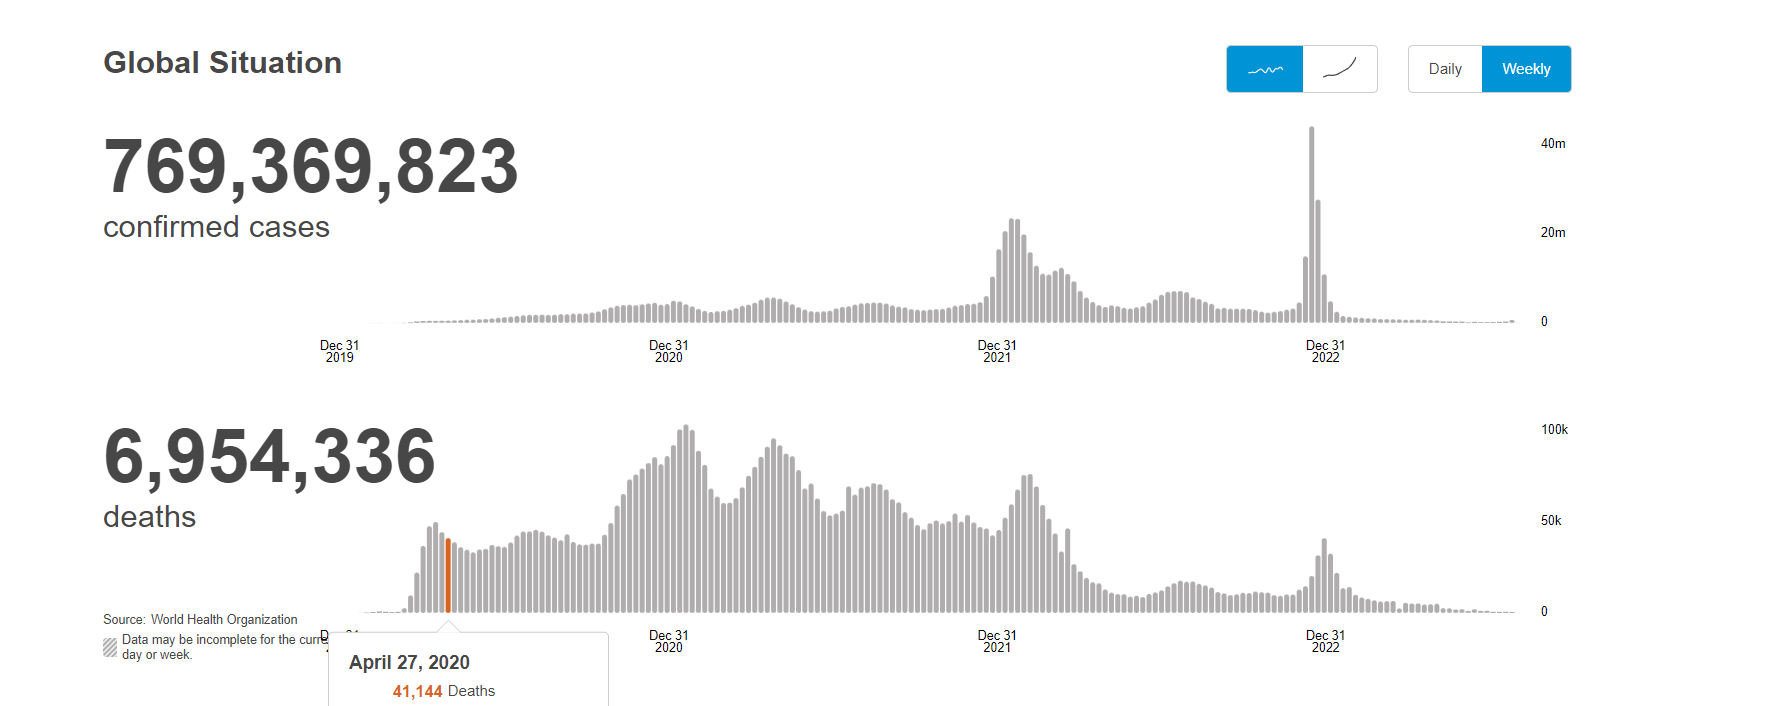 Global Situation
Daily
Weekly
769,369,823
confirmed cases
40m
20m
0
Dec 31
2019
Dec 31
2020
Dec 31
2021
Dec 31
2022
6,954,336
deaths
100k
50k
0
Source: World Health Organization
Data may be incomplete for the curre
day or week.
Dec 31
2020
Dec 31
2021
Dec 31
2022
April 27, 2020
41,144 Deaths